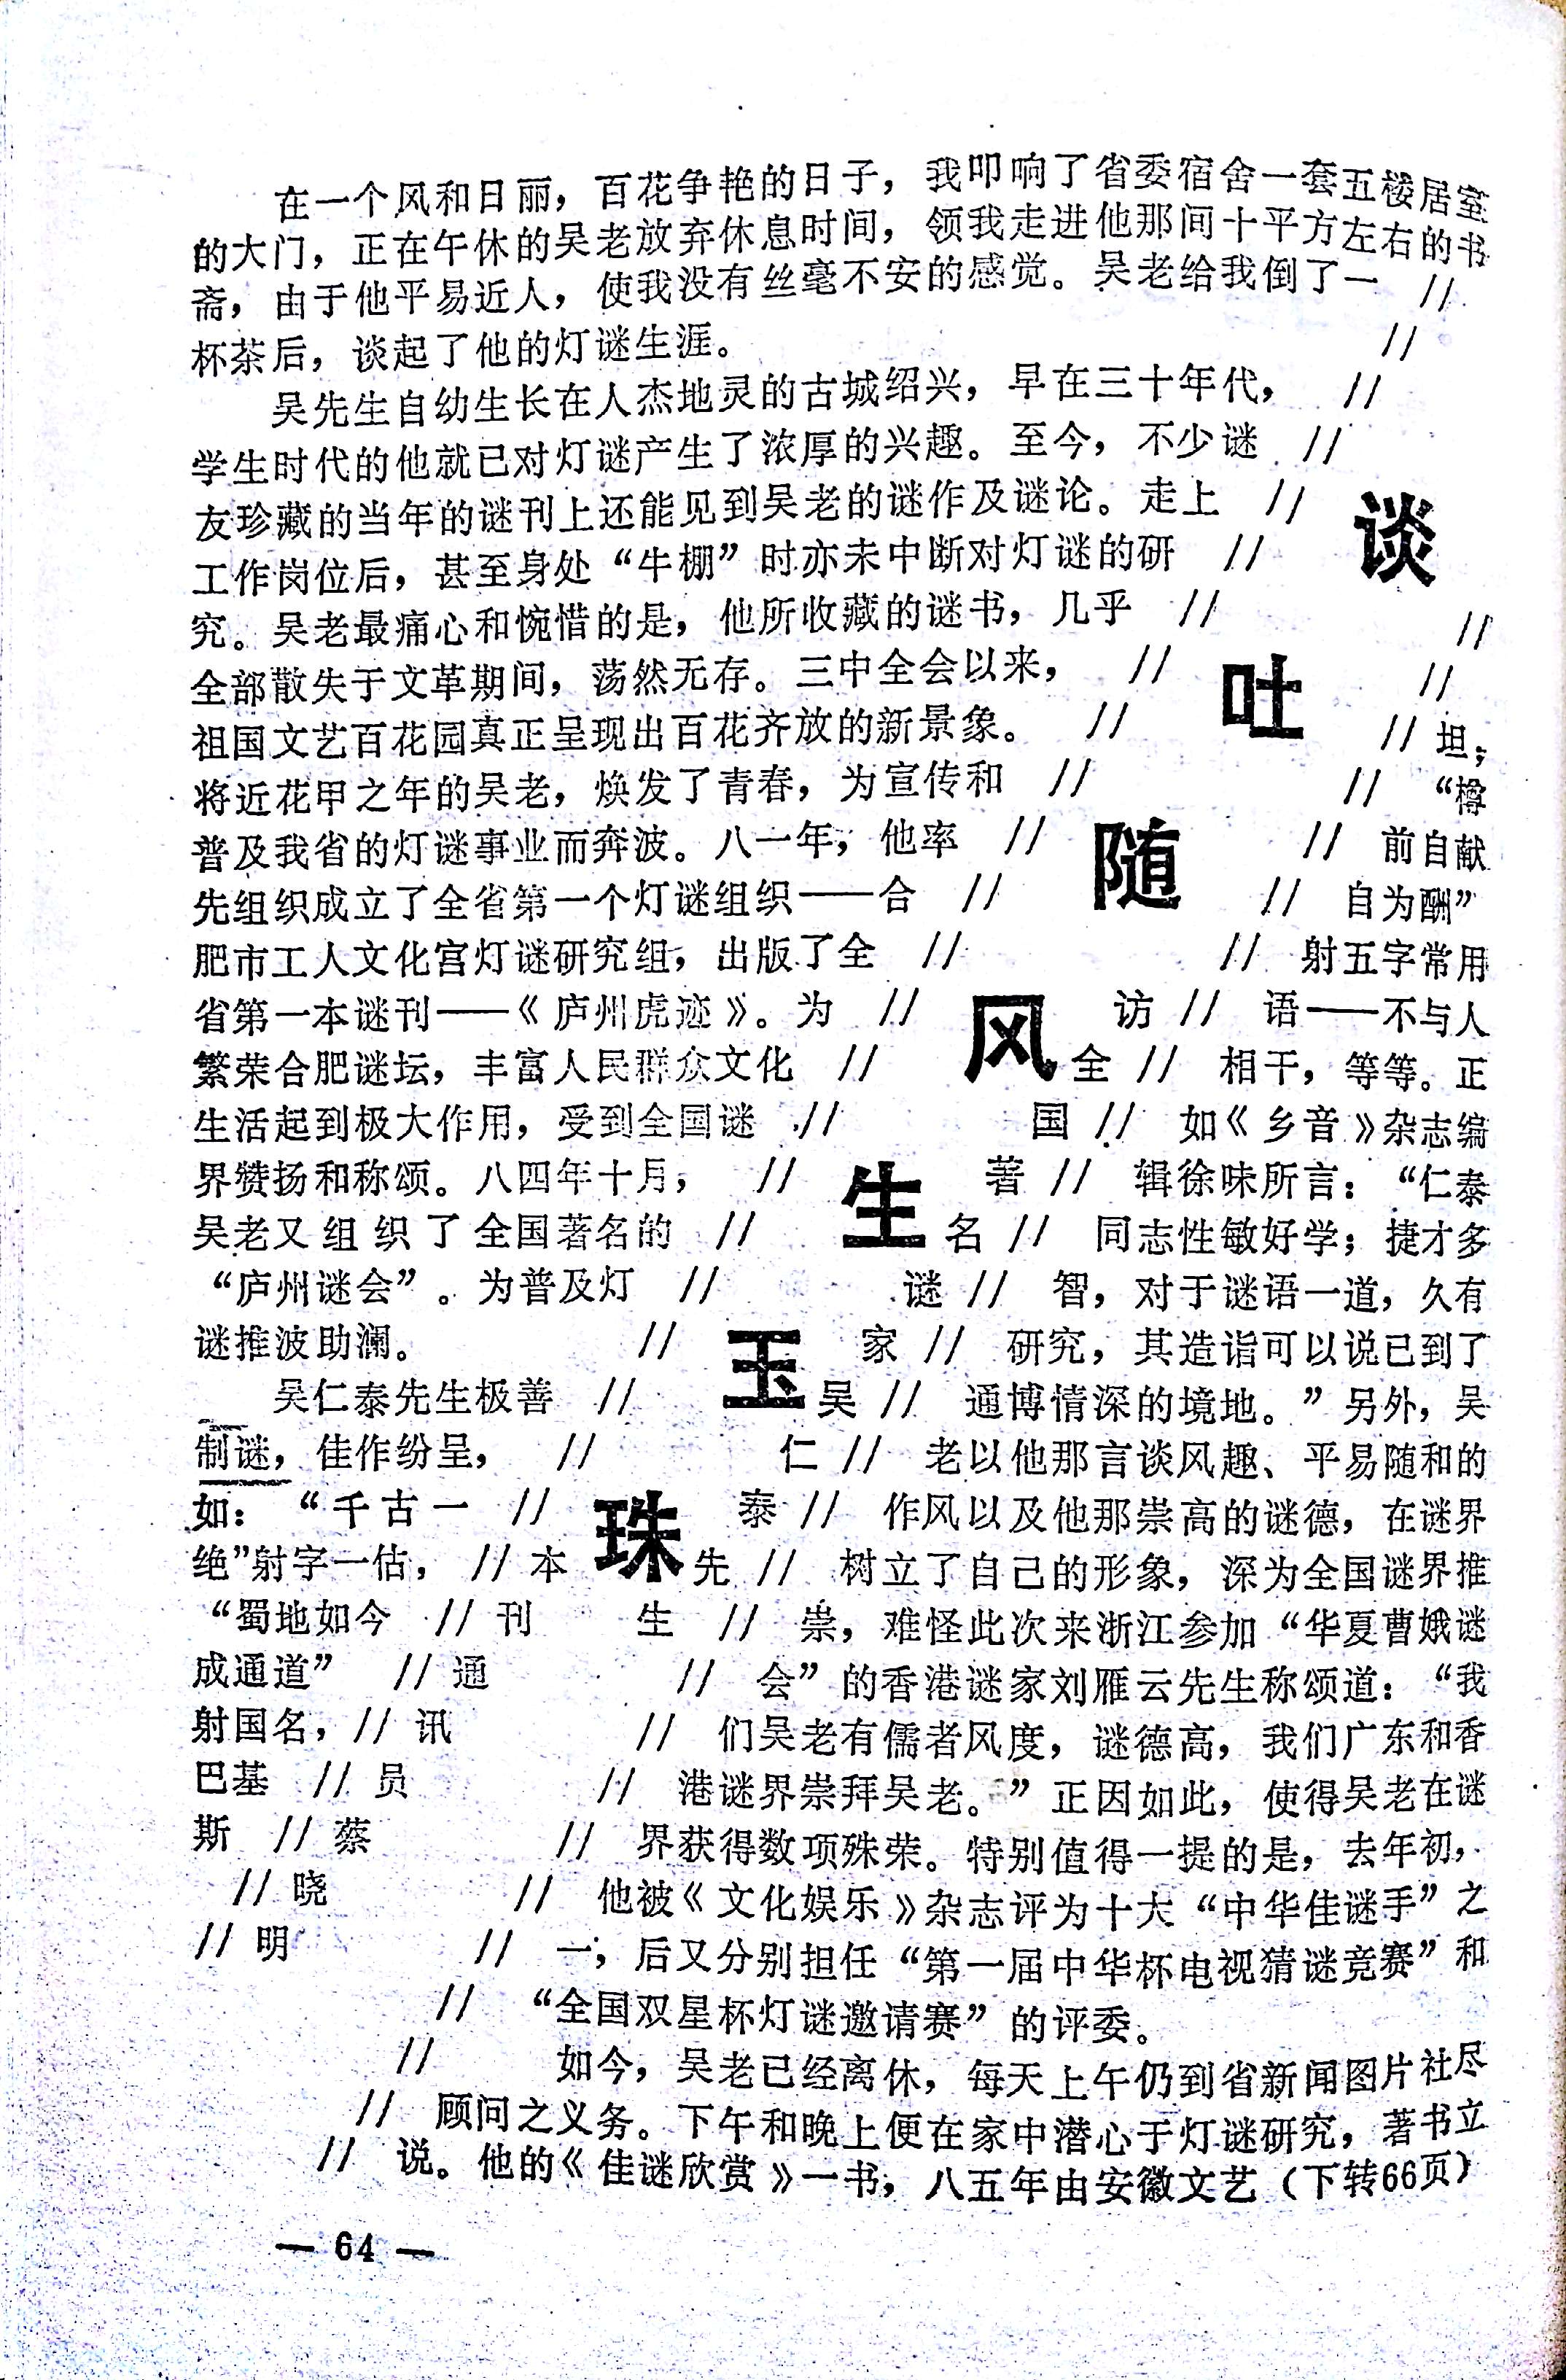 谈吐随风生玉珠
访全国著名谜家吴仁泰先生
本刊通讯员 蔡晓明
在一个风和日丽，百花争艳的日子，我叩响了省委宿舍一套五楼居室
的大门，正在午休的吴老放弃休息时间，领我走进他那间十平方左右的书
斋，由于他平易近人，使我没有丝毫不安的感觉。吴老给我倒了一
杯茶后，谈起了他的灯谜生涯。
吴先生自幼生长在人杰地灵的古城绍兴，早在三十年代，
学生时代的他就已对灯谜产生了浓厚的兴趣。至今，不少谜
友珍藏的当年的谜刊上还能见到吴老的谜作及谜论。走上
工作岗位后，甚至身处“牛棚”时亦未中断对灯谜的研
究。吴老最痛心和惋惜的是，他所收藏的谜书，几乎
全部散失于文革期间，荡然无存。三中全会以来，
祖国文艺百花园真正呈现出百花齐放的新景象。
将近花甲之年的吴老，焕发了青春，为宣传和
普及我省的灯谜事业而奔波。八一年，他率
先组织成立了全省第一个灯谜组织——合
肥市工人文化宫灯谜研究组，出版了全
省第一本谜刊——《庐州虎迹》。为
繁荣合肥谜坛，丰富人民群众文化
生活起到极大作用，受到全国谜
界赞扬和称颂。八四年十月，
吴老又组织了全国著名的
“庐州谜会”。为普及灯
谜推波助澜。
吴仁泰先生极善
制谜，佳作纷呈，
如：“千古一
绝”射字一估，
“蜀地如今
成通道”
射国名，
巴基
斯
坦；
“樽
前自献
自为酬”
射五字常用
语——不与人
相干，等等。正
如《乡音》杂志编
辑徐味所言：“仁泰
同志性敏好学；捷才多
智，对于谜语一道，久有
研究，其造诣可以说已到了
通博情深的境地。”另外，吴
老以他那言谈风趣、平易随和的
作风以及他那崇高的谜德，在谜界
树立了自己的形象，深为全国谜界推
崇，难怪此次来浙江参加“华夏曹娥谜
会”的香港谜家刘雁云先生称颂道：“我
们吴老有儒者风度，谜德高，我们广东和香
港谜界崇拜吴老。”正因如此，使得吴老在谜
界获得数项殊荣。特别值得一提的是，去年初，
他被《文化娱乐》杂志评为十大“中华佳谜手”之
一；后又分别担任“第一届中华杯电视猜谜竞赛”和
“全国双星杯灯谜邀请赛”的评委。
如今，吴老已经离休，每天上午仍到省新闻图片社尽
顾问之义务。下午和晚上便在家中潜心于灯谜研究，著书立
说。他的《佳谜欣赏》一书，八五年由安徽文艺（下转66页）
— 64 —